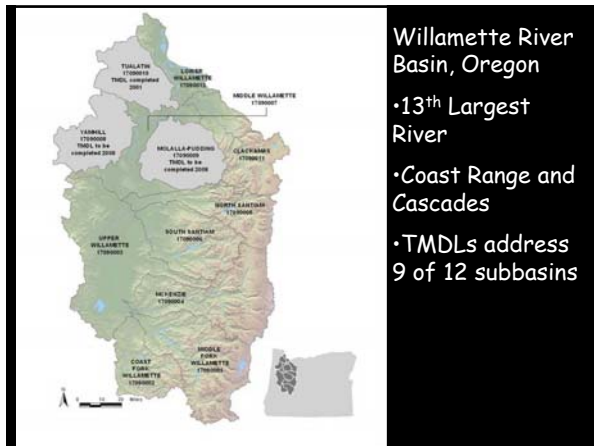 Willamette River
Basin, Oregon
•13th Largest
River
•Coast Range and
Cascades
•TMDLs address
9 of 12 subbasins
TUALATIN
17090010
TMDL completed
2001
LOWER
WILLAMETTE
17090012
MIDDLE WILLAMETTE
17090007
YAMHILL
17090008
TMDL to be
completed
MOLALLA-PUDDING
17090009
TMDL to be
completed
CLACKAMAS
17090011
NORTH SANTIAM
17090005
SOUTH SANTIAM
17090006
UPPER
WILLAMETTE
17090003
MCKENZIE
17090004
COAST
FORK
WILLAMETTE
17090002
MIDDLE
FORK
WILLAMETTE
17090001
N
Miles